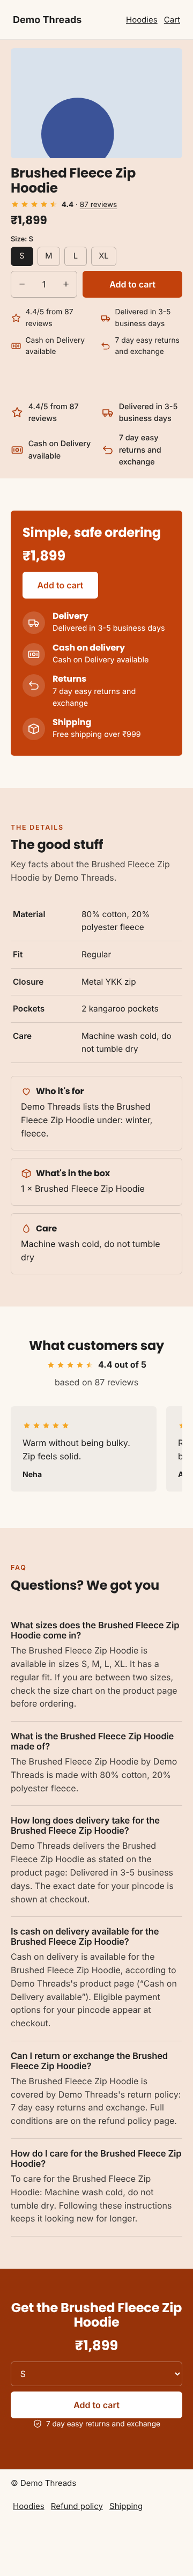 Demo Threads
Hoodies Cart
Brushed Fleece Zip
Hoodie
4.4 · 87 reviews
₹1,899
Size: S
S M L XL
− 1 +
Add to cart
4.4/5 from 87
reviews
Delivered in 3-5
business days
Cash on Delivery
available
7 day easy returns
and exchange
4.4/5 from 87
reviews
Delivered in 3-5
business days
Cash on Delivery
available
7 day easy
returns and
exchange
Simple, safe ordering
₹1,899
Add to cart
Delivery
Delivered in 3-5 business days
Cash on delivery
Cash on Delivery available
Returns
7 day easy returns and
exchange
Shipping
Free shipping over ₹999
THE DETAILS
The good stuff
Key facts about the Brushed Fleece Zip
Hoodie by Demo Threads.
Material 80% cotton, 20%
polyester fleece
Fit Regular
Closure Metal YKK zip
Pockets 2 kangaroo pockets
Care Machine wash cold, do
not tumble dry
Who it's for
Demo Threads lists the Brushed
Fleece Zip Hoodie under: winter,
fleece.
What's in the box
1 × Brushed Fleece Zip Hoodie
Care
Machine wash cold, do not tumble
dry
What customers say
4.4 out of 5
based on 87 reviews
Warm without being bulky.
Zip feels solid.
Neha
R
b
A
FAQ
Questions? We got you
What sizes does the Brushed Fleece Zip
Hoodie come in?
The Brushed Fleece Zip Hoodie is
available in sizes S, M, L, XL. It has a
regular fit. If you are between two sizes,
check the size chart on the product page
before ordering.
What is the Brushed Fleece Zip Hoodie
made of?
The Brushed Fleece Zip Hoodie by Demo
Threads is made with 80% cotton, 20%
polyester fleece.
How long does delivery take for the
Brushed Fleece Zip Hoodie?
Demo Threads delivers the Brushed
Fleece Zip Hoodie as stated on the
product page: Delivered in 3-5 business
days. The exact date for your pincode is
shown at checkout.
Is cash on delivery available for the
Brushed Fleece Zip Hoodie?
Cash on delivery is available for the
Brushed Fleece Zip Hoodie, according to
Demo Threads's product page ("Cash on
Delivery available"). Eligible payment
options for your pincode appear at
checkout.
Can I return or exchange the Brushed
Fleece Zip Hoodie?
The Brushed Fleece Zip Hoodie is
covered by Demo Threads's return policy:
7 day easy returns and exchange. Full
conditions are on the refund policy page.
How do I care for the Brushed Fleece Zip
Hoodie?
To care for the Brushed Fleece Zip
Hoodie: Machine wash cold, do not
tumble dry. Following these instructions
keeps it looking new for longer.
Get the Brushed Fleece Zip
Hoodie
₹1,899
S
Add to cart
7 day easy returns and exchange
© Demo Threads
Hoodies Refund policy Shipping